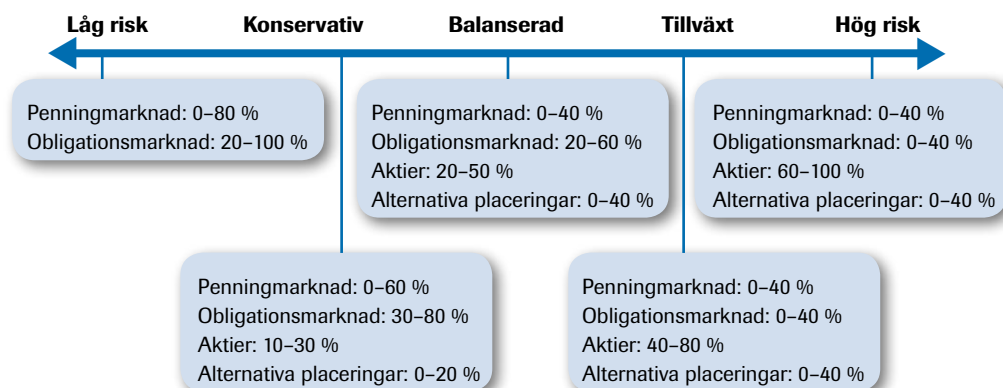 Låg risk
Konservativ
Balanserad
Tillväxt
Hög risk
Penningmarknad: 0–80 %
Obligationsmarknad: 20–100 %
Penningmarknad: 0–60 %
Obligationsmarknad: 30–80 %
Aktier: 10–30 %
Alternativa placeringar: 0–20 %
Penningmarknad: 0–40 %
Obligationsmarknad: 20–60 %
Aktier: 20–50 %
Alternativa placeringar: 0–40 %
Penningmarknad: 0–40 %
Obligationsmarknad: 0–40 %
Aktier: 40–80 %
Alternativa placeringar: 0–40 %
Penningmarknad: 0–40 %
Obligationsmarknad: 0–40 %
Aktier: 60–100 %
Alternativa placeringar: 0–40 %